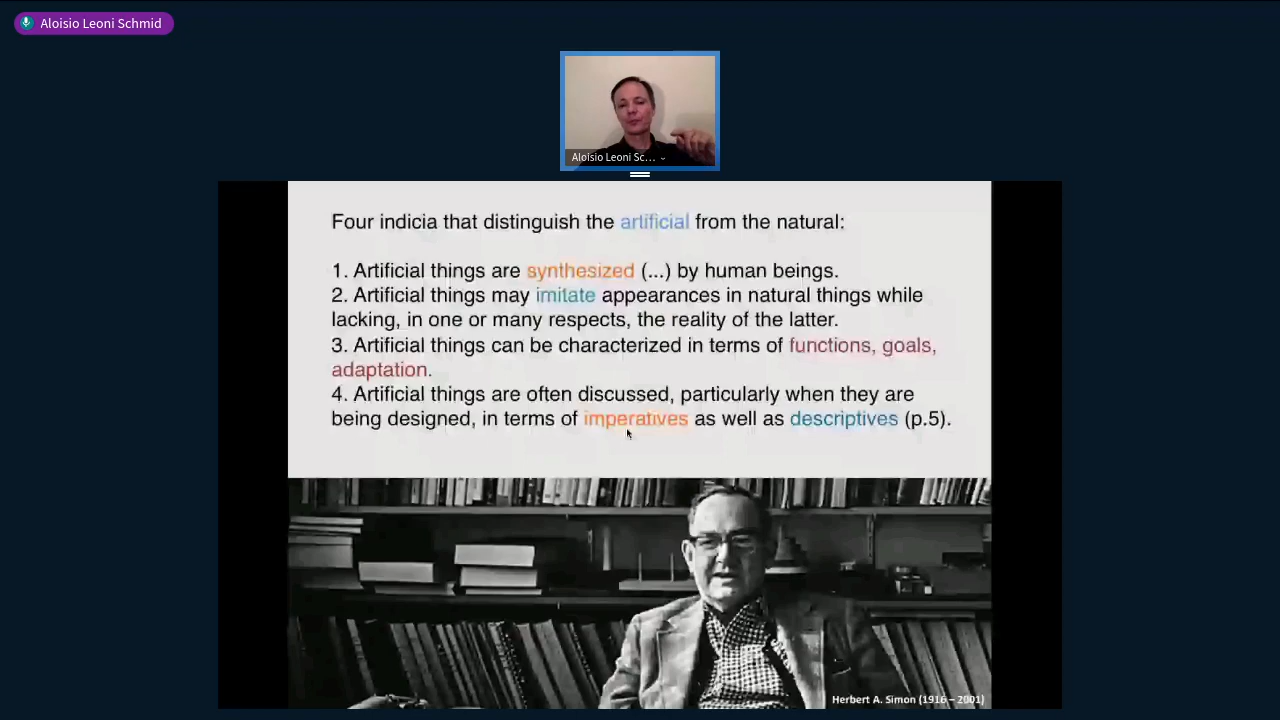 Aloisio Leoni Schmid
Aloisio Leoni Sc...
Four indicia that distinguish the artificial from the natural:
1. Artificial things are synthesized (...) by human beings.
2. Artificial things may imitate appearances in natural things while
lacking, in one or many respects, the reality of the latter.
3. Artificial things can be characterized in terms of functions, goals,
adaptation.
4. Artificial things are often discussed, particularly when they are
being designed, in terms of imperatives as well as descriptives (p.5).
Herbert A. Simon (1916 – 2001)